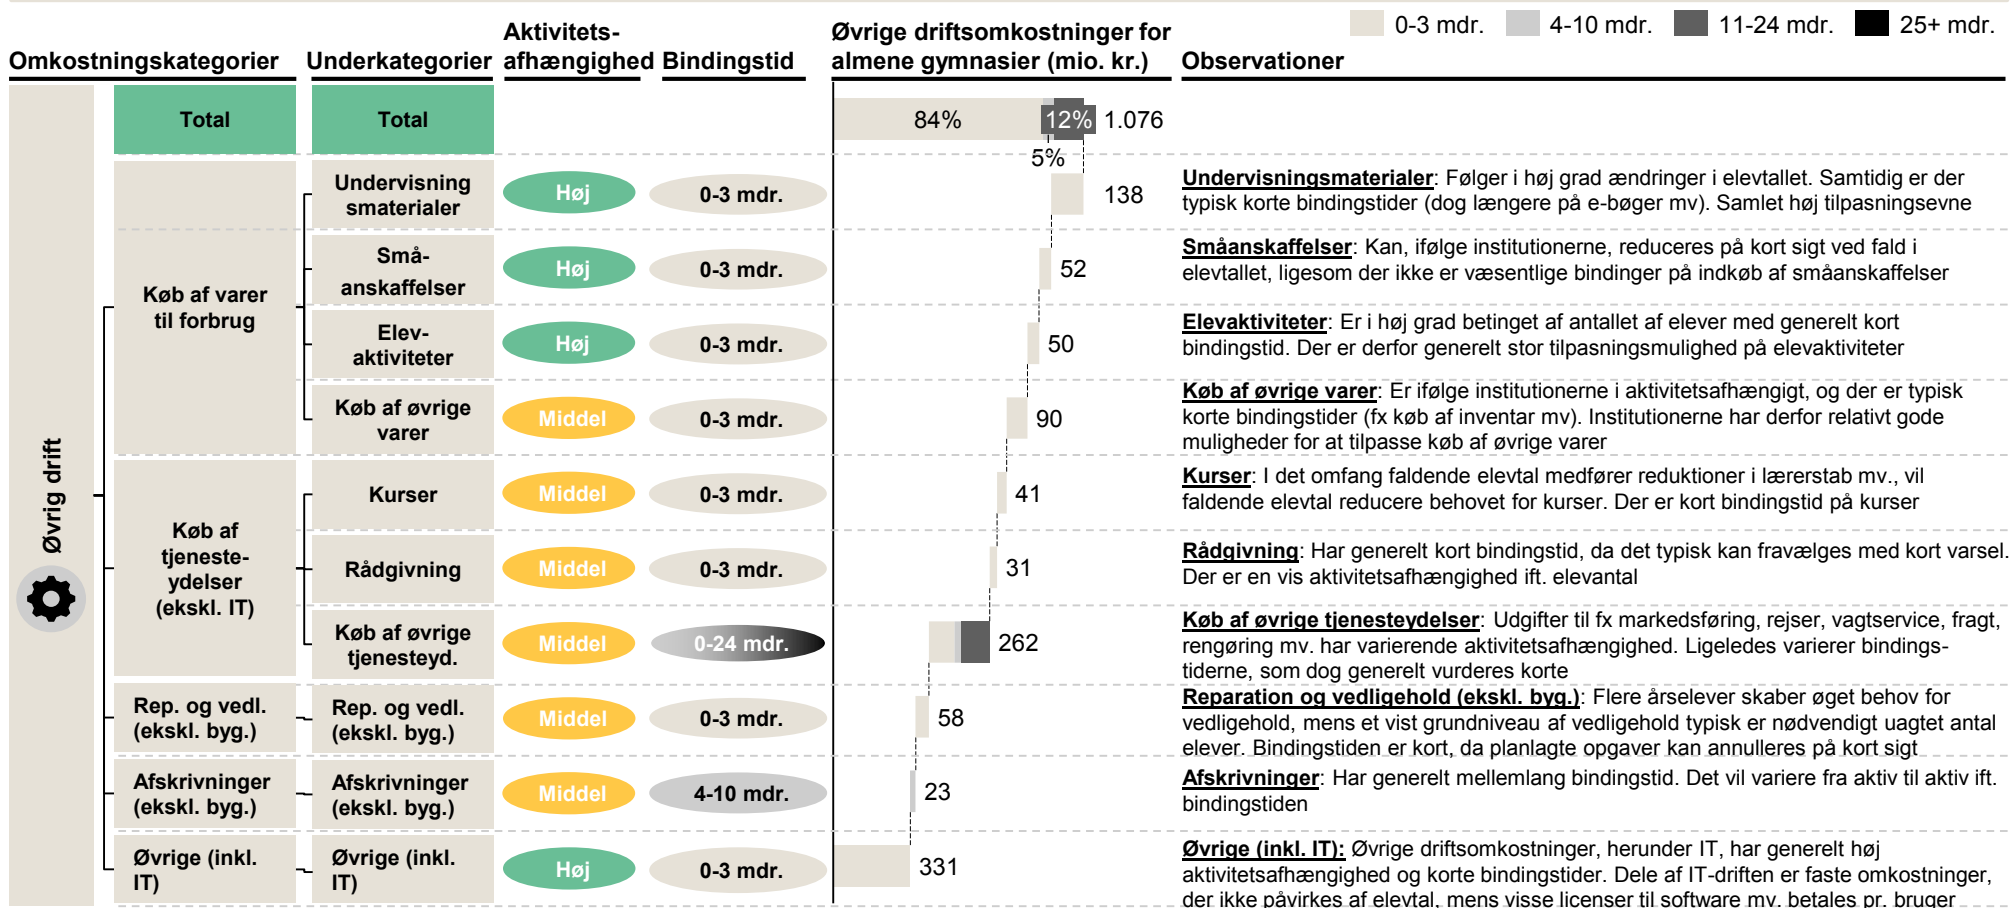 0-3 mdr.
4-10 mdr.
11-24 mdr.
25+ mdr.
Omkostningskategorier
Underkategorier
Aktivitets-
afhængighed
Bindingstid
Øvrige driftsomkostninger for
almene gymnasier (mio. kr.)
Observationer
Øvrig drift
Total
Total
84%
12%
1.076
5%
Køb af varer
til forbrug
Undervisning
smaterialer
Høj
0-3 mdr.
138
Undervisningsmaterialer: Følger i høj grad ændringer i elevtallet. Samtidig er der
typisk korte bindingstider (dog længere på e-bøger mv). Samlet høj tilpasningsevne
Små-
anskaffelser
Høj
0-3 mdr.
52
Småanskaffelser: Kan, ifølge institutionerne, reduceres på kort sigt ved fald i
elevtallet, ligesom der ikke er væsentlige bindinger på indkøb af småanskaffelser
Elev-
aktiviteter
Høj
0-3 mdr.
50
Elevaktiviteter: Er i høj grad betinget af antallet af elever med generelt kort
bindingstid. Der er derfor generelt stor tilpasningsmulighed på elevaktiviteter
Køb af øvrige
varer
Middel
0-3 mdr.
90
Køb af øvrige varer: Er ifølge institutionerne i aktivitetsafhængigt, og der er typisk
korte bindingstider (fx køb af inventar mv). Institutionerne har derfor relativt gode
muligheder for at tilpasse køb af øvrige varer
Køb af
tjeneste-
ydelser
(ekskl. IT)
Kurser
Middel
0-3 mdr.
41
Kurser: I det omfang faldende elevtal medfører reduktioner i lærerstab mv., vil
faldende elevtal reducere behovet for kurser. Der er kort bindingstid på kurser
Rådgivning
Middel
0-3 mdr.
31
Rådgivning: Har generelt kort bindingstid, da det typisk kan fravælges med kort varsel.
Der er en vis aktivitetsafhængighed ift. elevantal
Køb af øvrige
tjenesteyd.
Middel
0-24 mdr.
262
Køb af øvrige tjenesteydelser: Udgifter til fx markedsføring, rejser, vagtservice, fragt,
rengøring mv. har varierende aktivitetsafhængighed. Ligeledes varierer bindings-
tiderne, som dog generelt vurderes korte
Rep. og vedl.
(ekskl. byg.)
Rep. og vedl.
(ekskl. byg.)
Middel
0-3 mdr.
58
Reparation og vedligehold (ekskl. byg.): Flere årselever skaber øget behov for
vedligehold, mens et vist grundniveau af vedligehold typisk er nødvendigt uagtet antal
elever. Bindingstiden er kort, da planlagte opgaver kan annulleres på kort sigt
Afskrivninger
(ekskl. byg.)
Afskrivninger
(ekskl. byg.)
Middel
4-10 mdr.
23
Afskrivninger: Har generelt mellemlang bindingstid. Det vil variere fra aktiv til aktiv ift.
bindingstiden
Øvrige (inkl.
IT)
Øvrige (inkl.
IT)
Høj
0-3 mdr.
331
Øvrige (inkl. IT): Øvrige driftsomkostninger, herunder IT, har generelt høj
aktivitetsafhængighed og korte bindingstider. Dele af IT-driften er faste omkostninger,
der ikke påvirkes af elevtal, mens visse licenser til software mv. betales pr. bruger